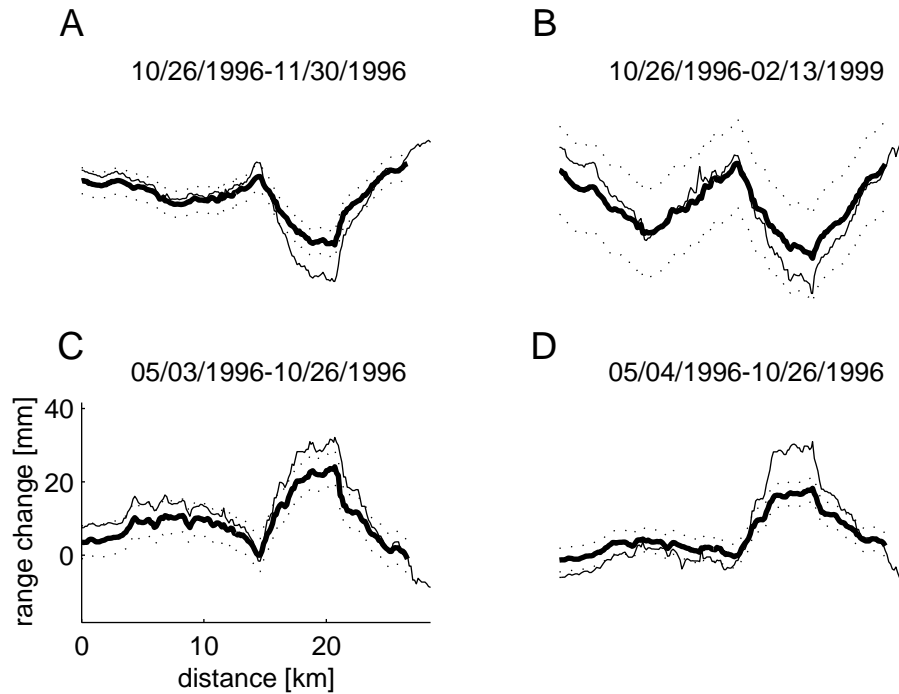 A
10/26/1996-11/30/1996
B
10/26/1996-02/13/1999
C
05/03/1996-10/26/1996
D
05/04/1996-10/26/1996
range change [mm]
40
20
0
0
10
20
distance [km]